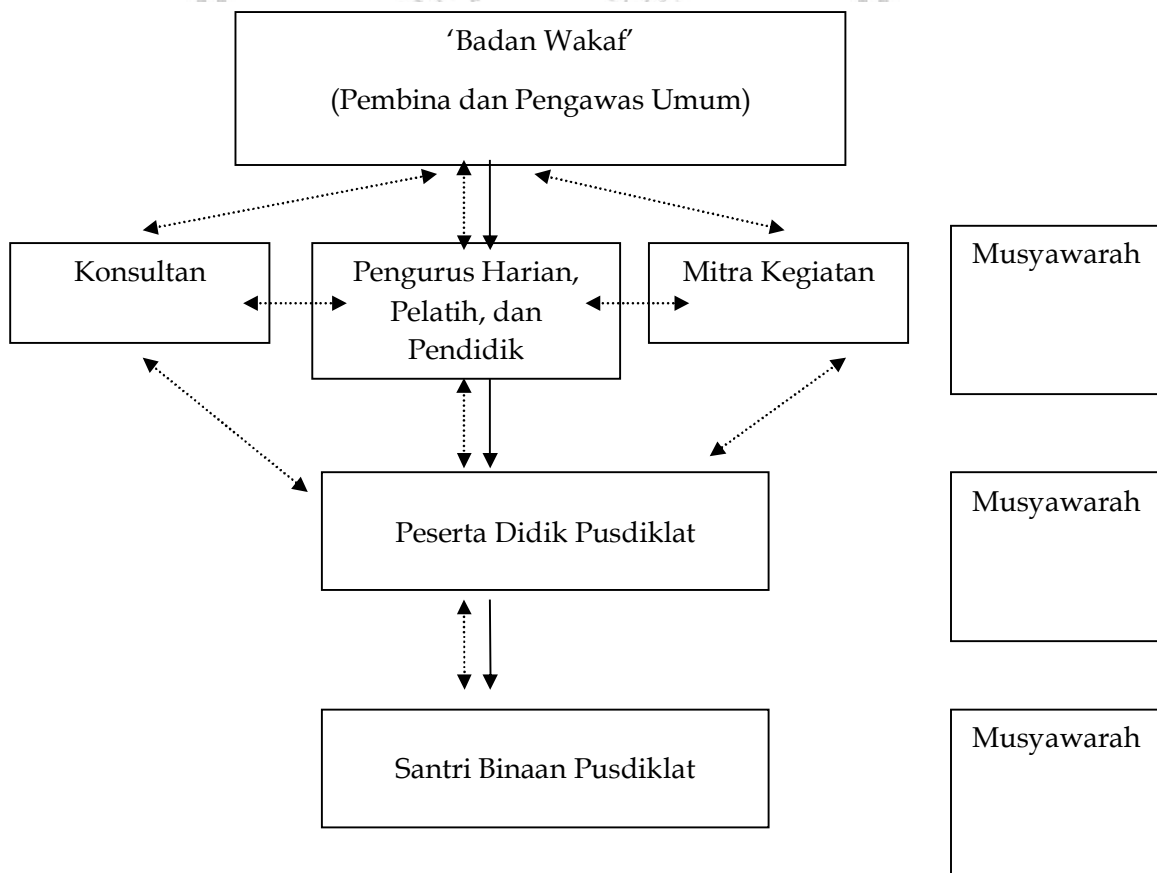 ‘Badan Wakaf’
(Pembina dan Pengawas Umum)
Konsultan
Pengurus Harian,
Pelatih, dan
Pendidik
Mitra Kegiatan
Musyawarah
Peserta Didik Pusdiklat
Musyawarah
Santri Binaan Pusdiklat
Musyawarah